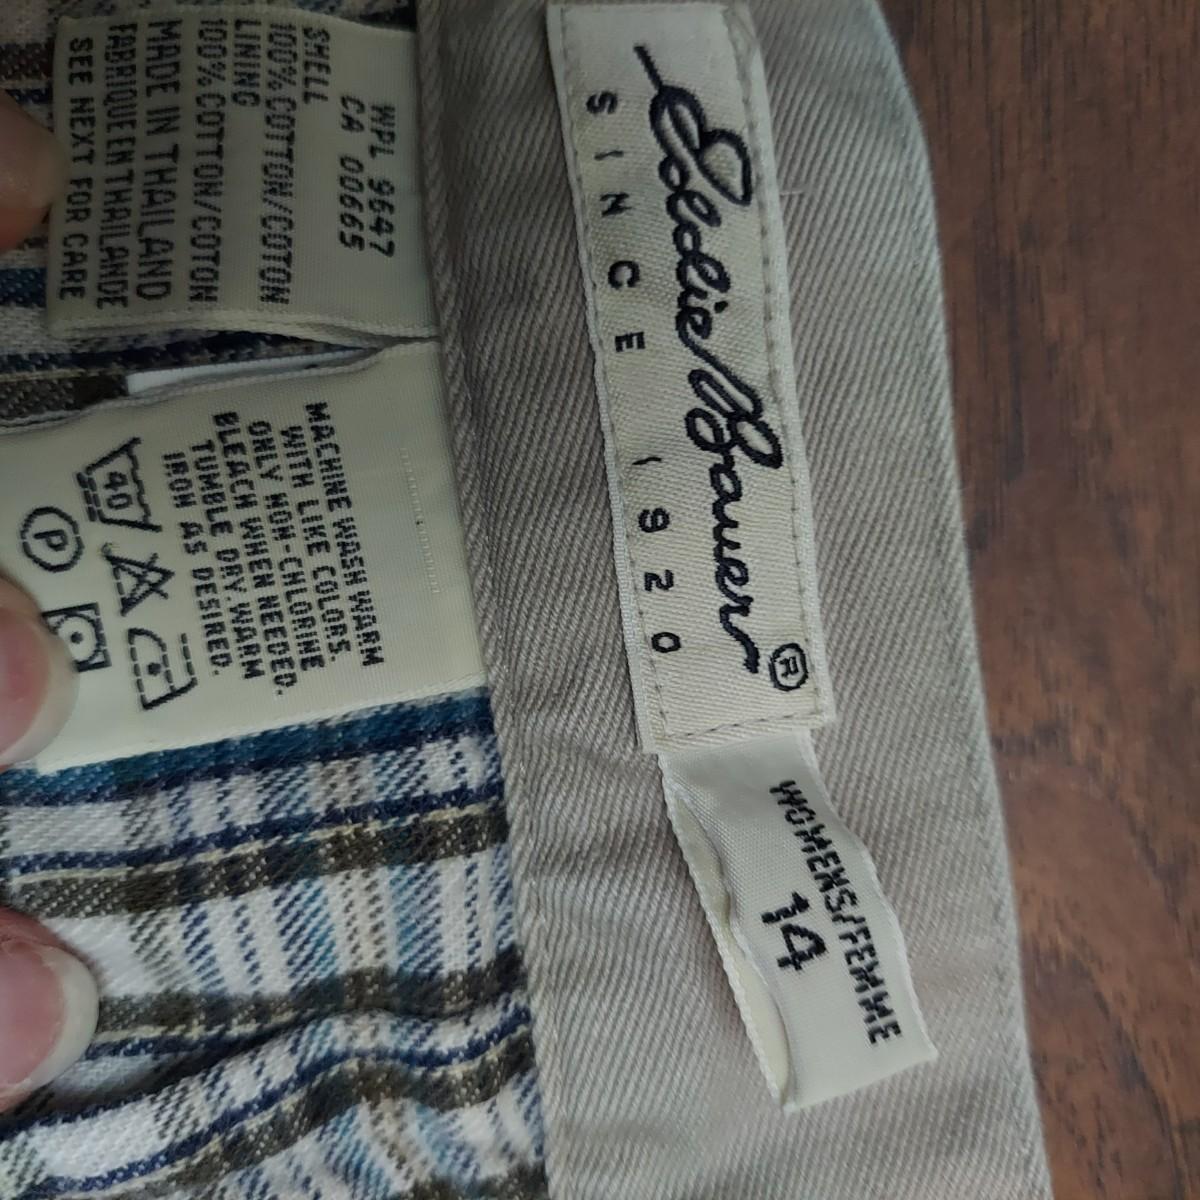 Eddie Bauer®
SINCE 1920
WOMENS/FEMME
14
WPL 9647
CA 00665
SHELL
100% COTTON/COTON
LINING
100% COTTON/COTON
MADE IN THAILAND
FABRIQUE EN THAILANDE
SEE NEXT FOR CARE
MACHINE WASH WARM
WITH LIKE COLORS.
ONLY NON-CHLORINE
BLEACH WHEN NEEDED.
TUMBLE DRY WARM
IRON AS DESIRED.
40
P